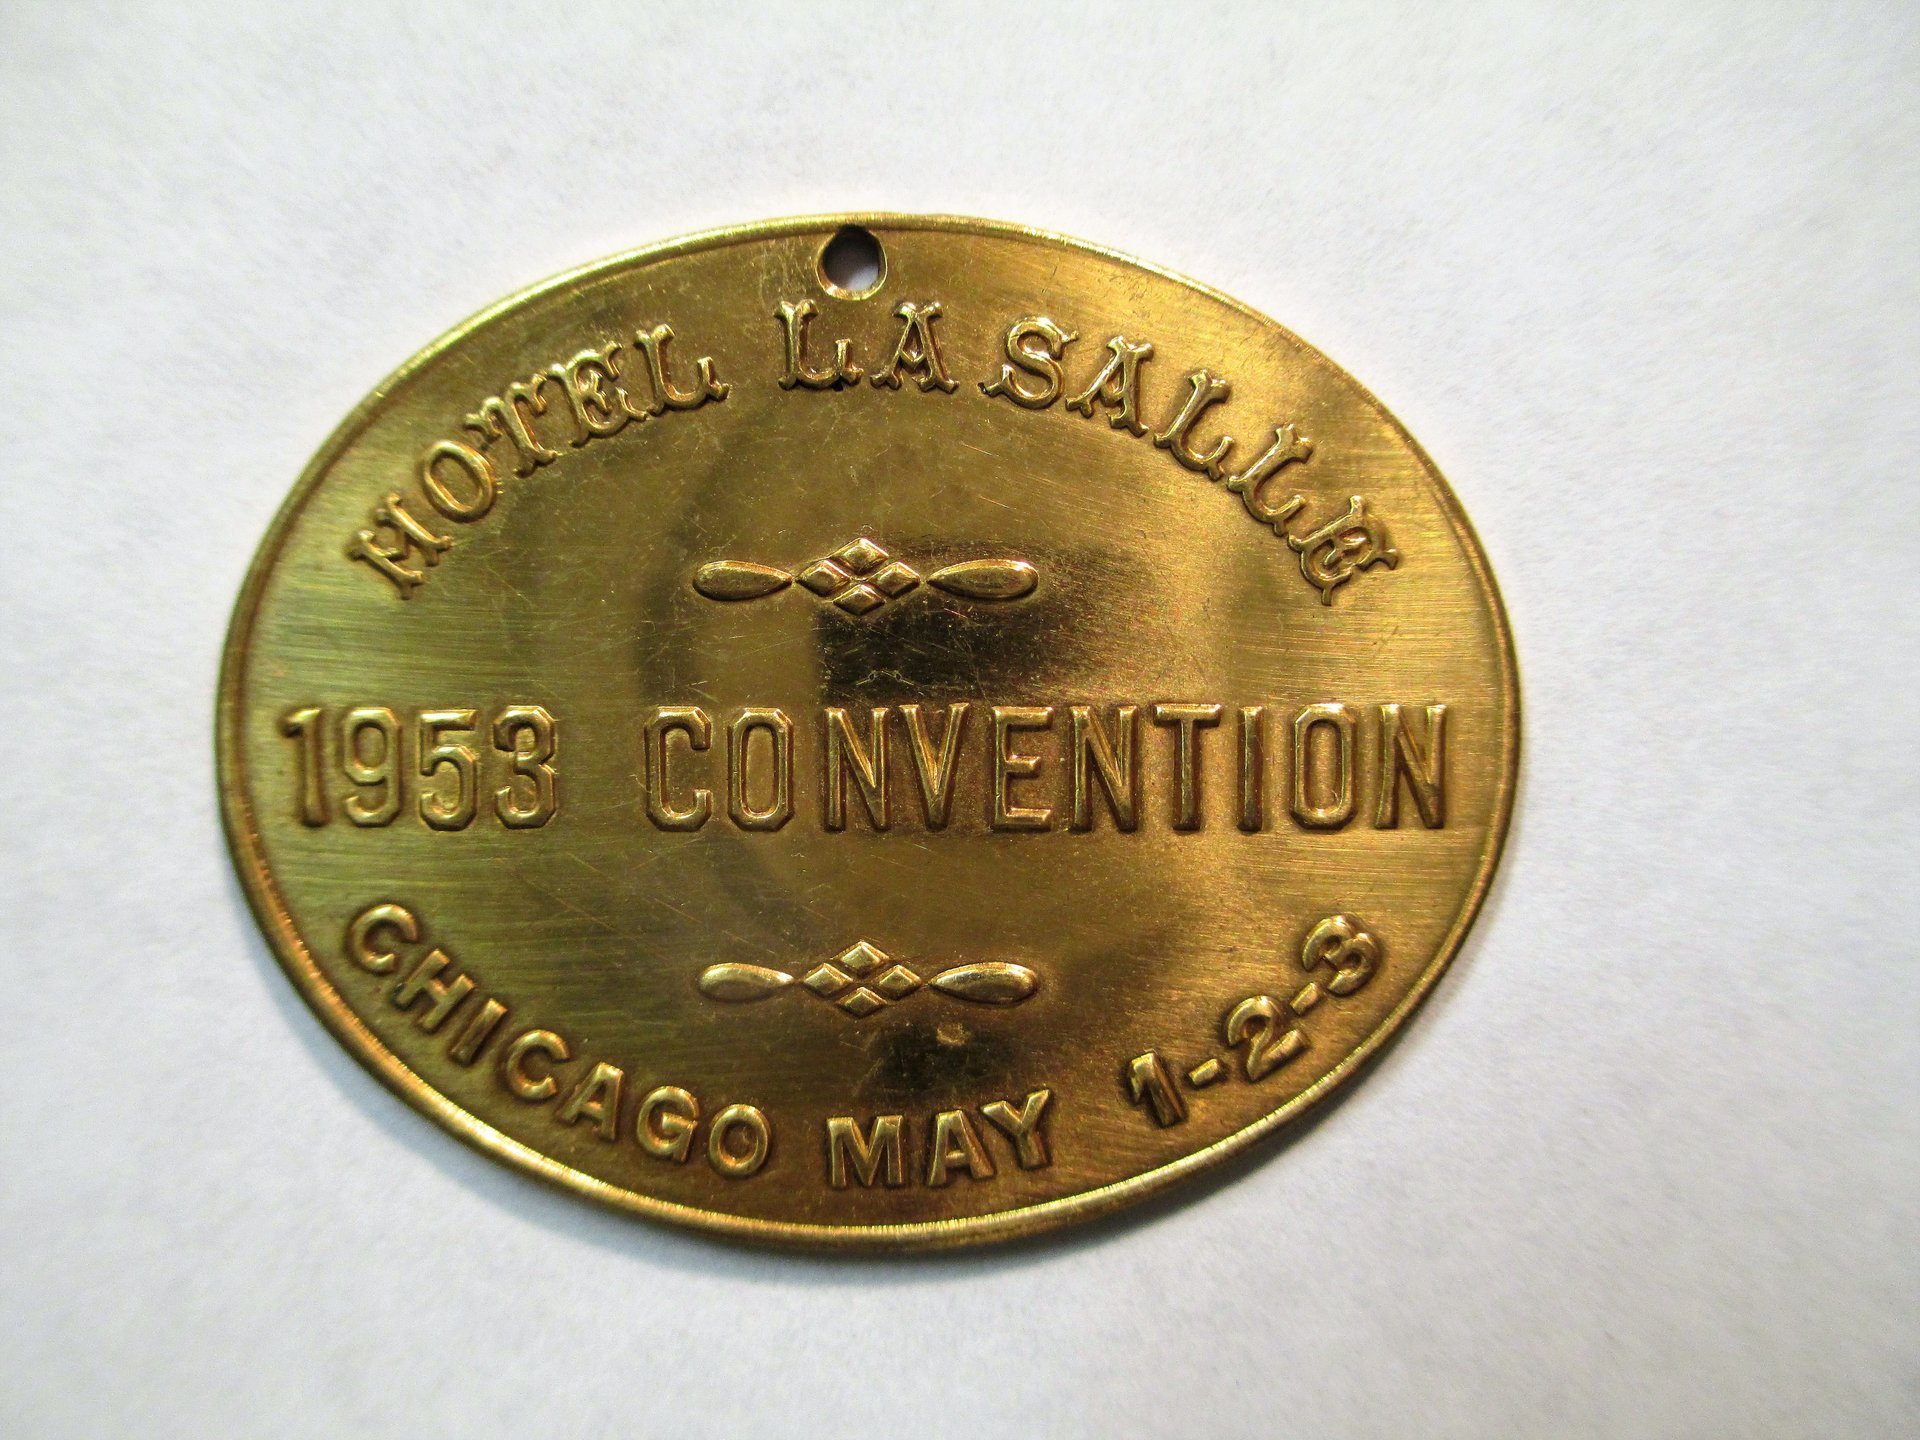 HOTEL LA SALLE
1953 CONVENTION
CHICAGO MAY 1-2-3